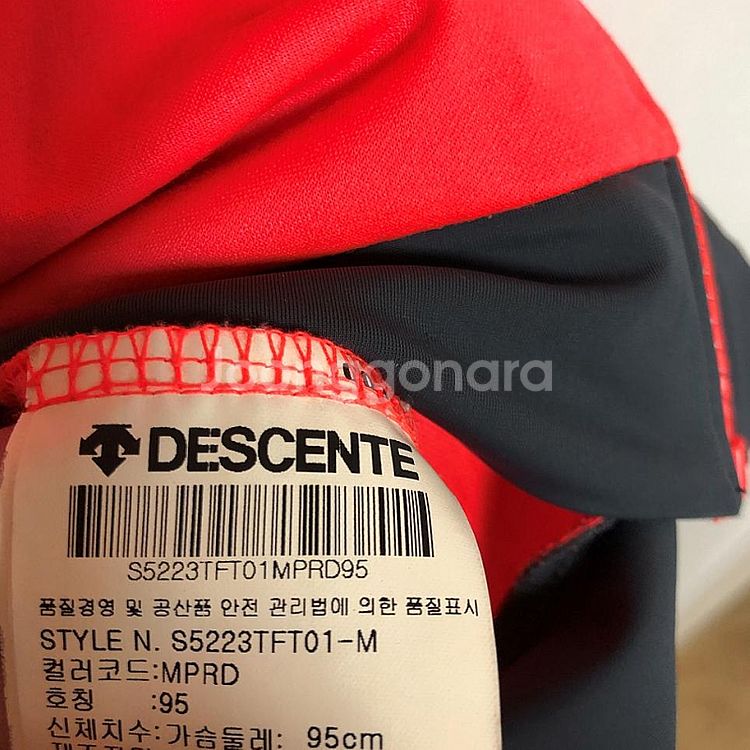 DESCENTE
S5223TFT01MPRD95
품질경영 및 공산품 안전 관리법에 의한 품질표시
STYLE N. S5223TFT01-M
컬러코드:MPRD
호칭 :95
신체치수:가슴둘레: 95cm